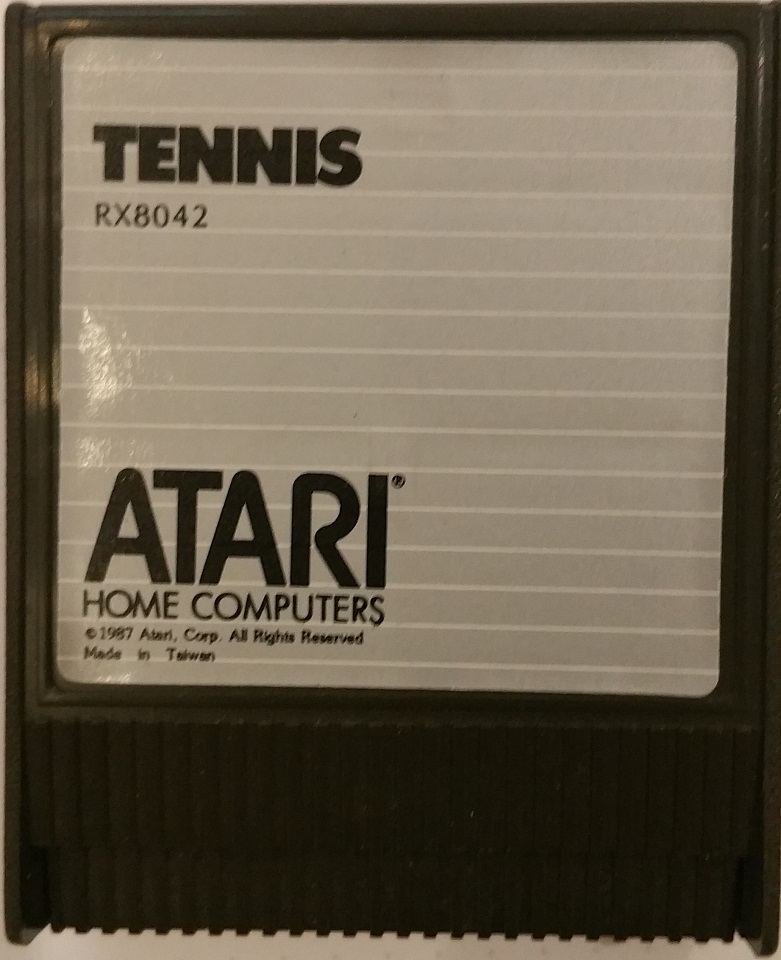 TENNIS
RX8042
ATARI®
HOME COMPUTERS
©1987 Atari, Corp. All Rights Reserved
Made in Taiwan